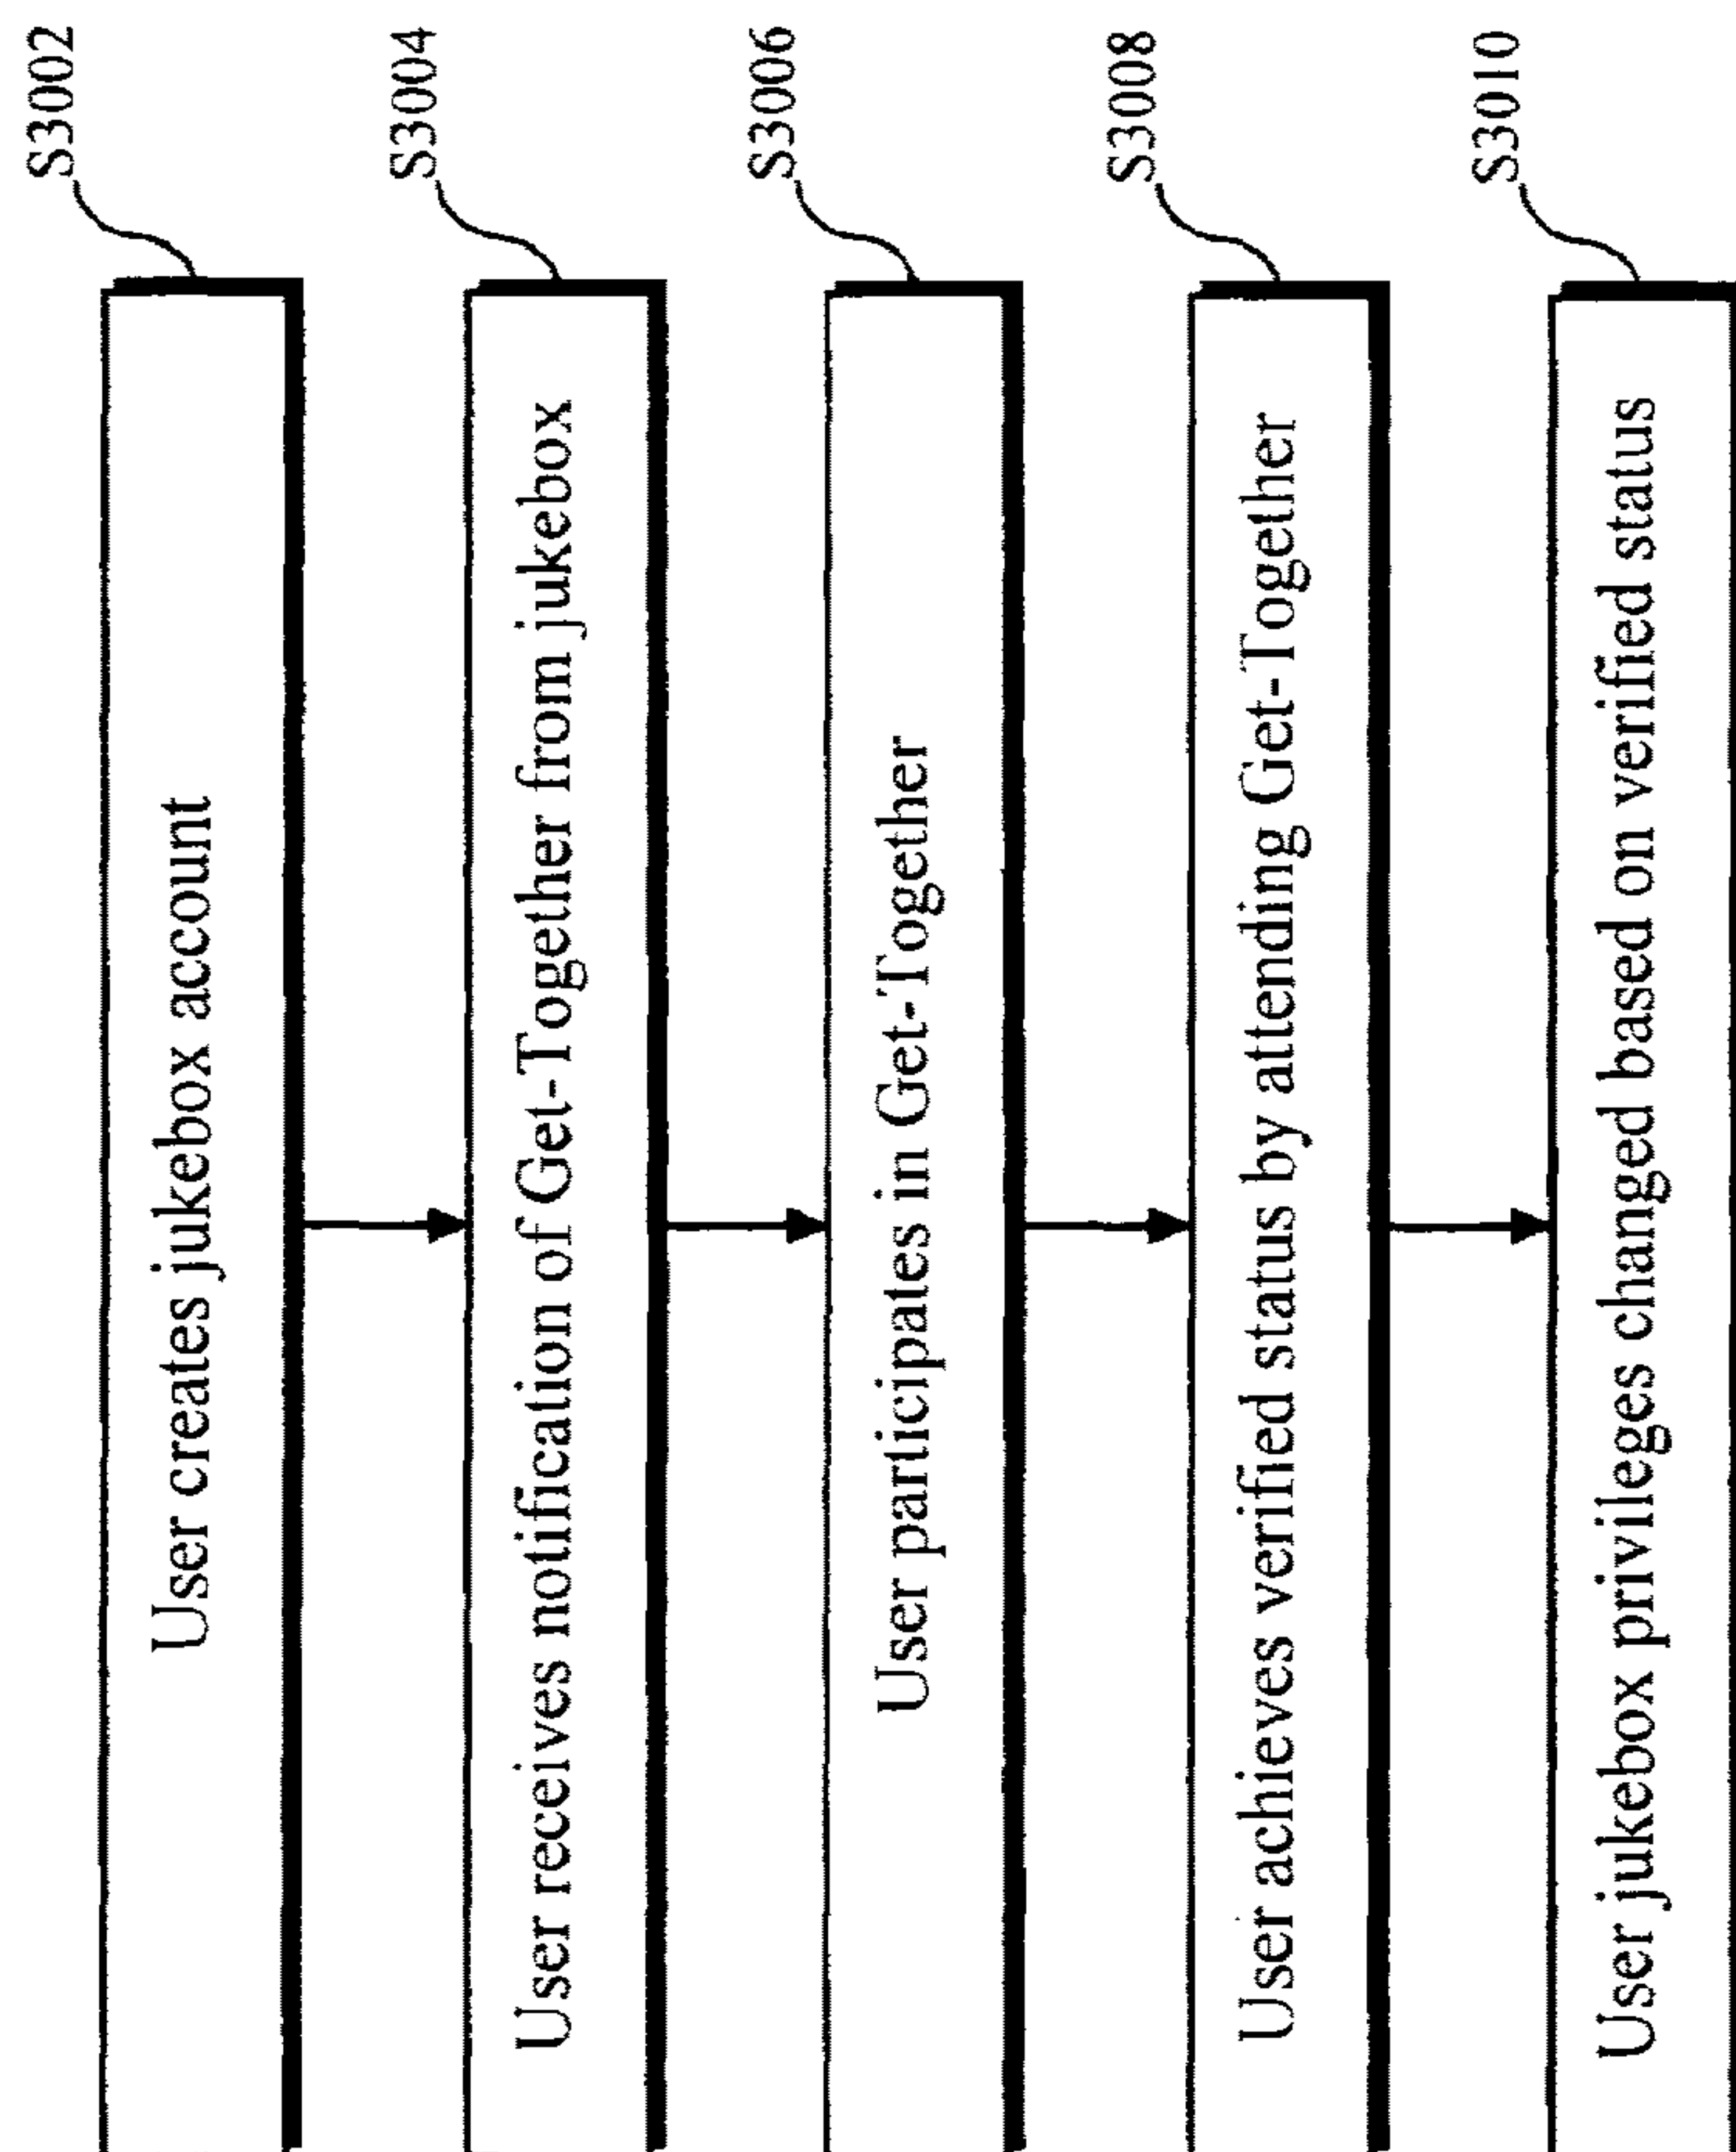 User creates jukebox account
S3002
User receives notification of Get-Together from jukebox
S3004
User participates in Get-Together
S3006
User achieves verified status by attending Get-Together
S3008
User jukebox privileges changed based on verified status
S3010